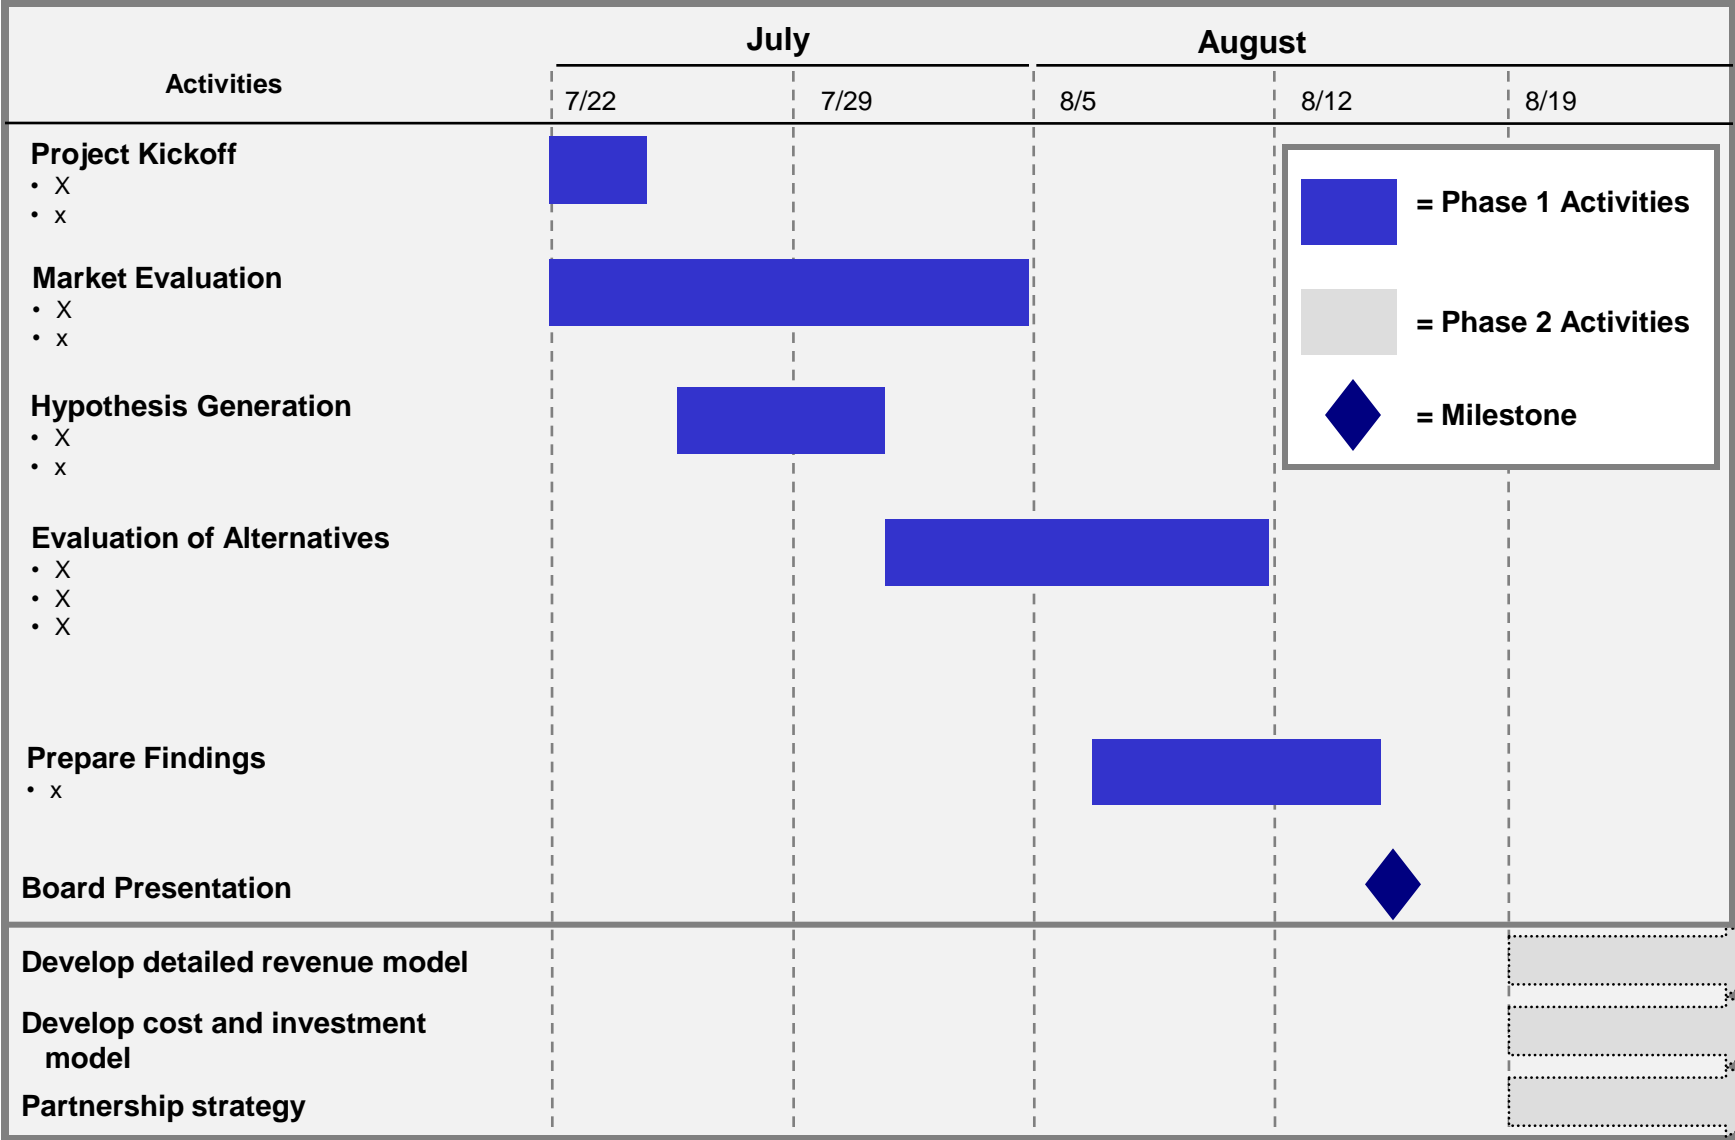 July
August
Activities
7/22
7/29
8/5
8/12
8/19
Project Kickoff
• X
• x
= Phase 1 Activities
Market Evaluation
• X
• x
= Phase 2 Activities
Hypothesis Generation
• X
• x
= Milestone
Evaluation of Alternatives
• X
• X
• X
Prepare Findings
• x
Board Presentation
Develop detailed revenue model
Develop cost and investment
model
Partnership strategy